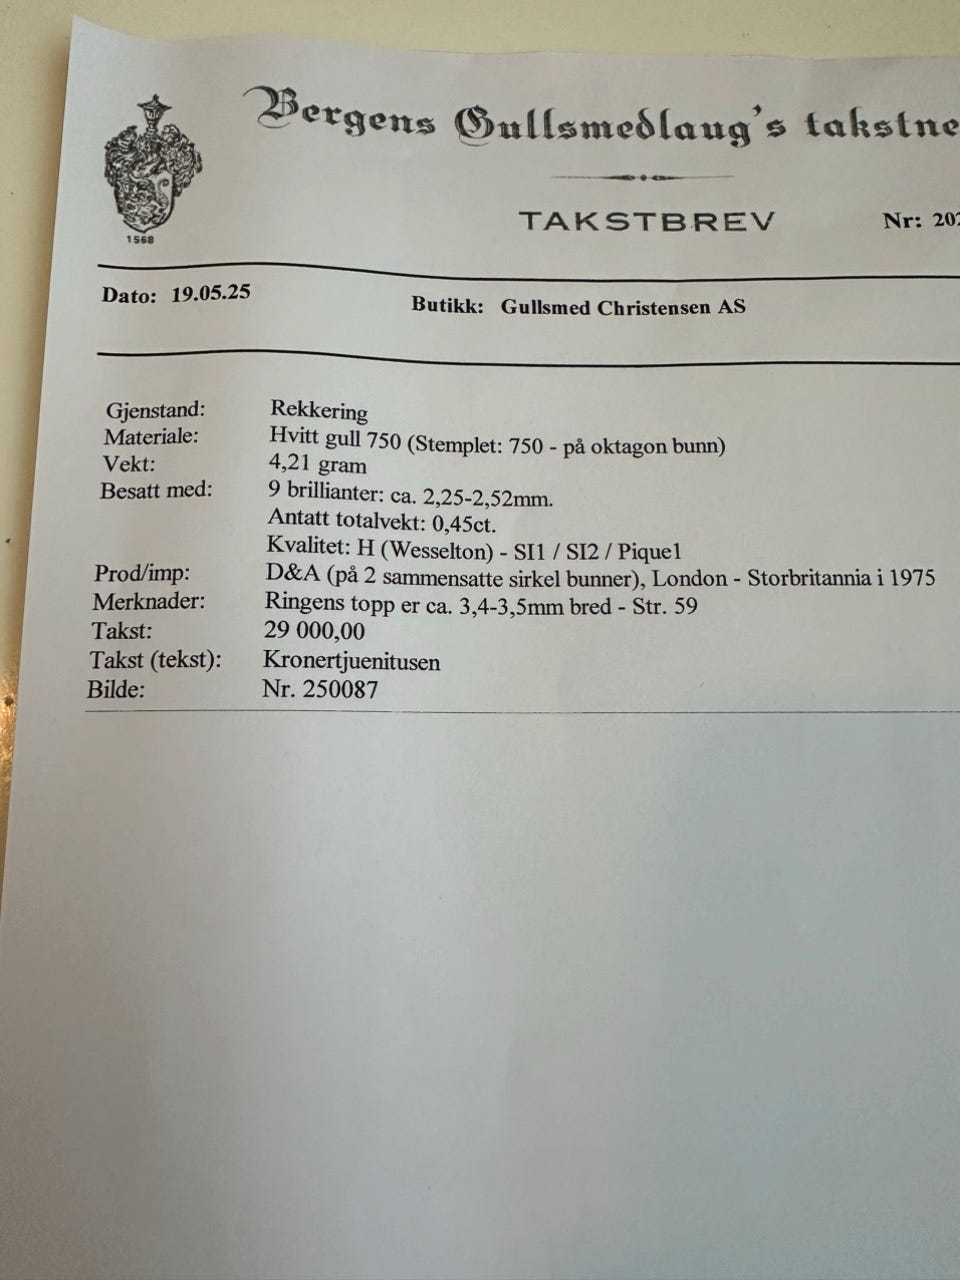 Bergens Gullsmedlaug's takstne
1568
TAKSTBREV
Nr: 202
Dato: 19.05.25
Butikk: Gullsmed Christensen AS
Gjenstand: Rekkering
Materiale: Hvitt gull 750 (Stemplet: 750 - på oktagon bunn)
Vekt: 4,21 gram
Besatt med: 9 brillianter: ca. 2,25-2,52mm.
Antatt totalvekt: 0,45ct.
Kvalitet: H (Wesselton) - SI1 / SI2 / Pique1
Prod/imp: D&A (på 2 sammensatte sirkel bunner), London - Storbritannia i 1975
Merknader: Ringens topp er ca. 3,4-3,5mm bred - Str. 59
Takst: 29 000,00
Takst (tekst): Kronertjuenitusen
Bilde: Nr. 250087